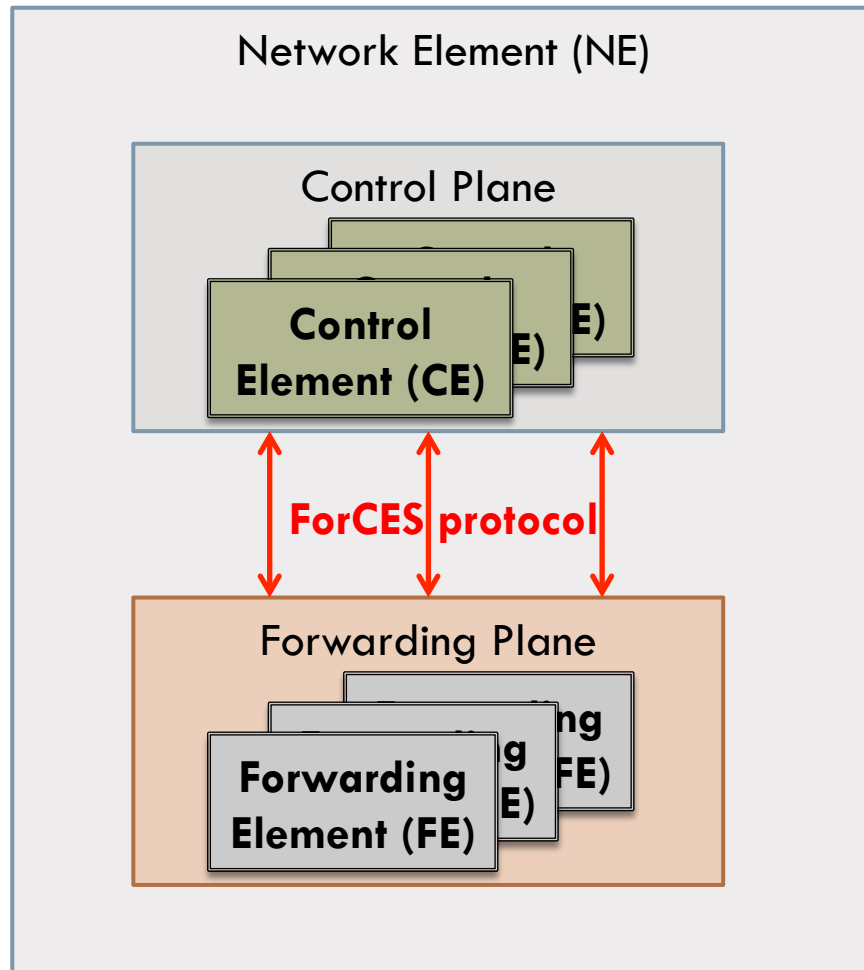 Network Element (NE)
Control Plane
Control
Element (CE)
ForCES protocol
Forwarding Plane
Forwarding
Element (FE)